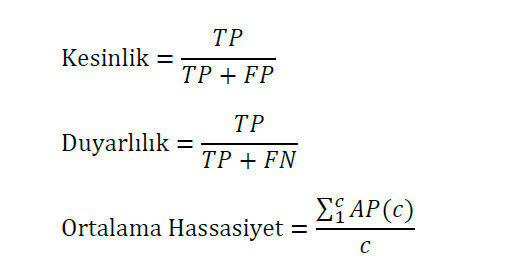 Kesinlik = TP / (TP + FP)
Duyarlılık = TP / (TP + FN)
Ortalama Hassasiyet = ∑₁ᶜ AP(c) / c